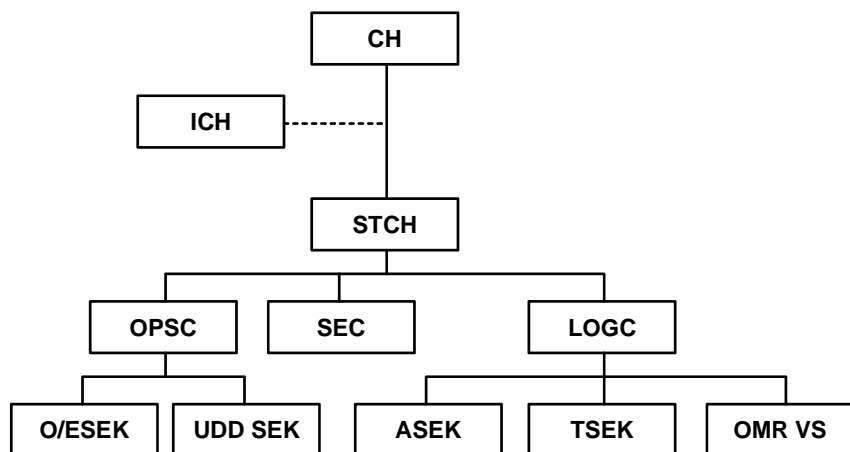 CH
ICH
STCH
OPSC
SEC
LOGC
O/ESEK
UDD SEK
ASEK
TSEK
OMR VS